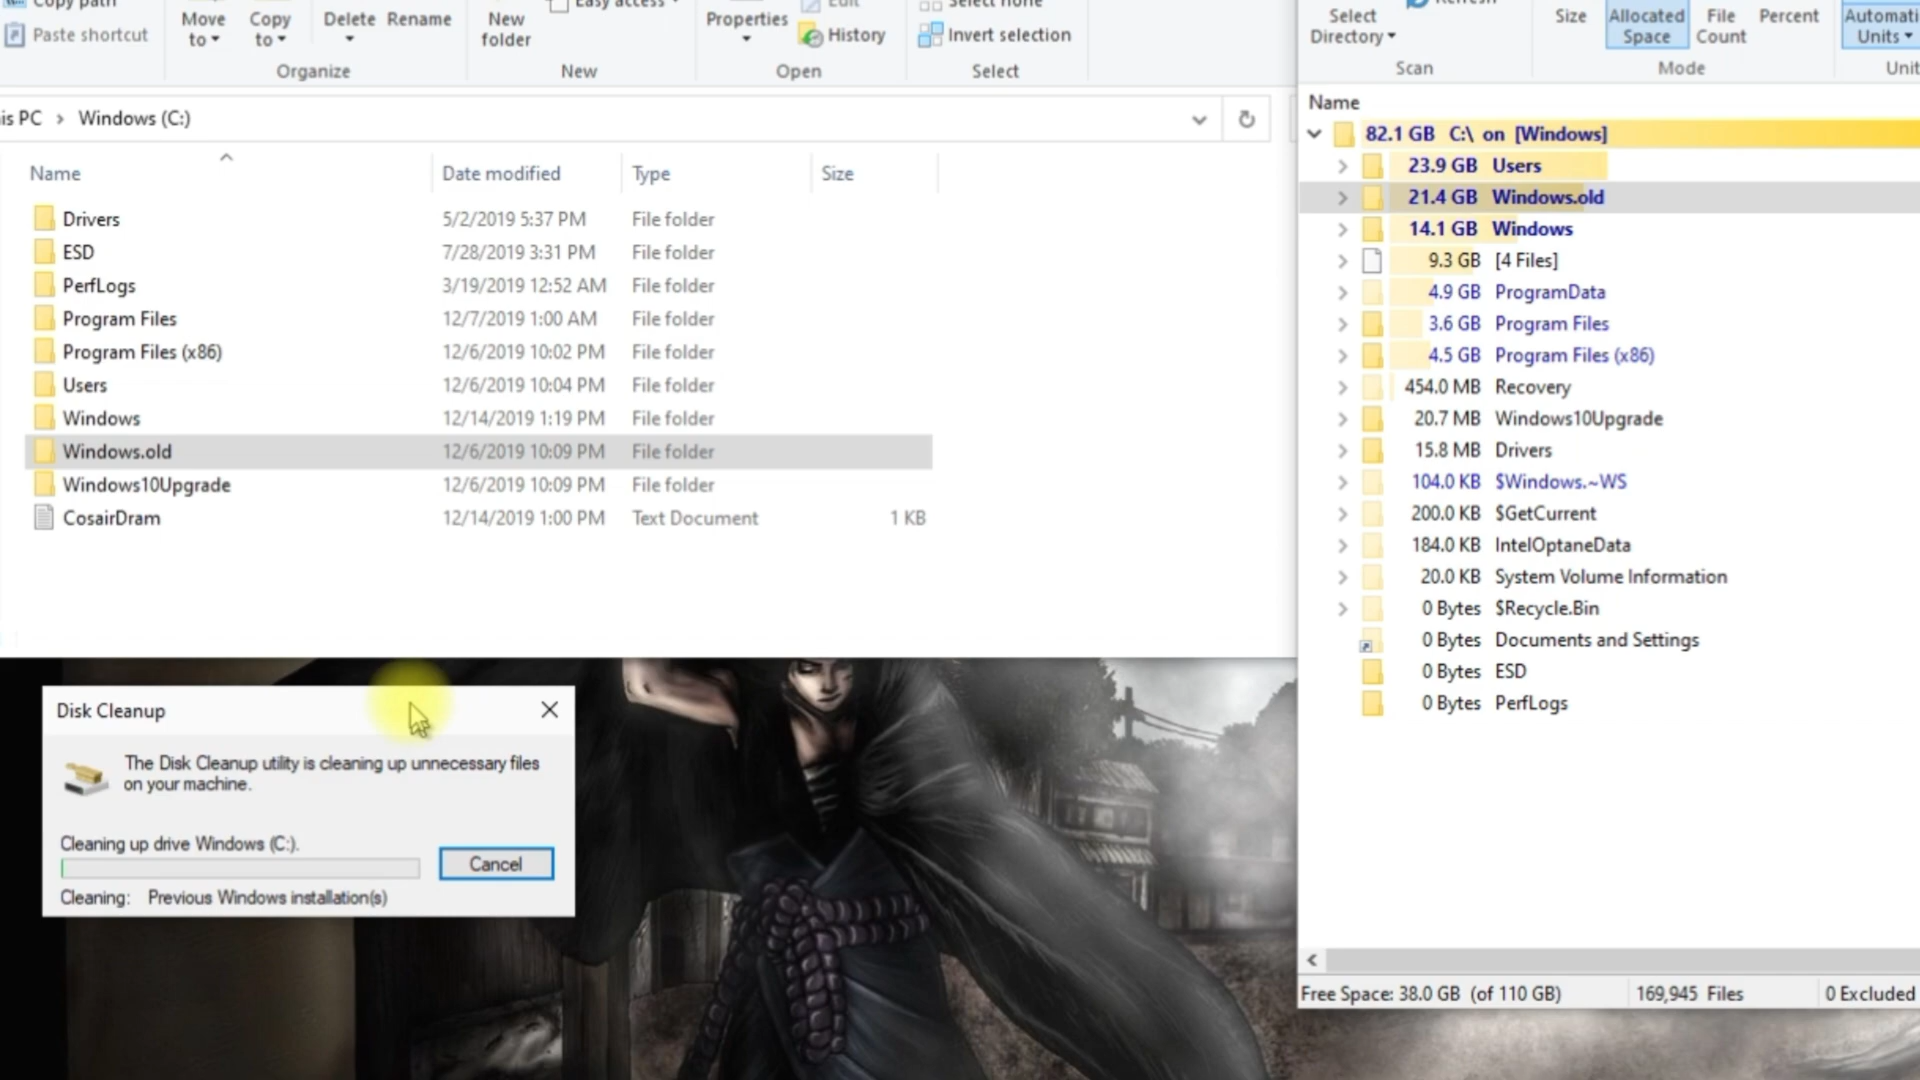 Copy path
Paste shortcut
Move to
Copy to
Delete
Rename
Organize
New folder
Easy access
New
Properties
Edit
History
Open
Select none
Invert selection
Select
is PC > Windows (C:)
Name Date modified Type Size
Drivers 5/2/2019 5:37 PM File folder
ESD 7/28/2019 3:31 PM File folder
PerfLogs 3/19/2019 12:52 AM File folder
Program Files 12/7/2019 1:00 AM File folder
Program Files (x86) 12/6/2019 10:02 PM File folder
Users 12/6/2019 10:04 PM File folder
Windows 12/14/2019 1:19 PM File folder
Windows.old 12/6/2019 10:09 PM File folder
Windows10Upgrade 12/6/2019 10:09 PM File folder
CosairDram 12/14/2019 1:00 PM Text Document 1 KB
Disk Cleanup
The Disk Cleanup utility is cleaning up unnecessary files
on your machine.
Cleaning up drive Windows (C:).
Cancel
Cleaning: Previous Windows installation(s)
Select Directory
Refresh
Scan
Size
Allocated Space
File Count
Percent
Mode
Automati
Units
Unit
Name
82.1 GB C:\ on [Windows]
23.9 GB Users
21.4 GB Windows.old
14.1 GB Windows
9.3 GB [4 Files]
4.9 GB ProgramData
3.6 GB Program Files
4.5 GB Program Files (x86)
454.0 MB Recovery
20.7 MB Windows10Upgrade
15.8 MB Drivers
104.0 KB $Windows.~WS
200.0 KB $GetCurrent
184.0 KB IntelOptaneData
20.0 KB System Volume Information
0 Bytes $Recycle.Bin
0 Bytes Documents and Settings
0 Bytes ESD
0 Bytes PerfLogs
Free Space: 38.0 GB (of 110 GB) 169,945 Files 0 Excluded